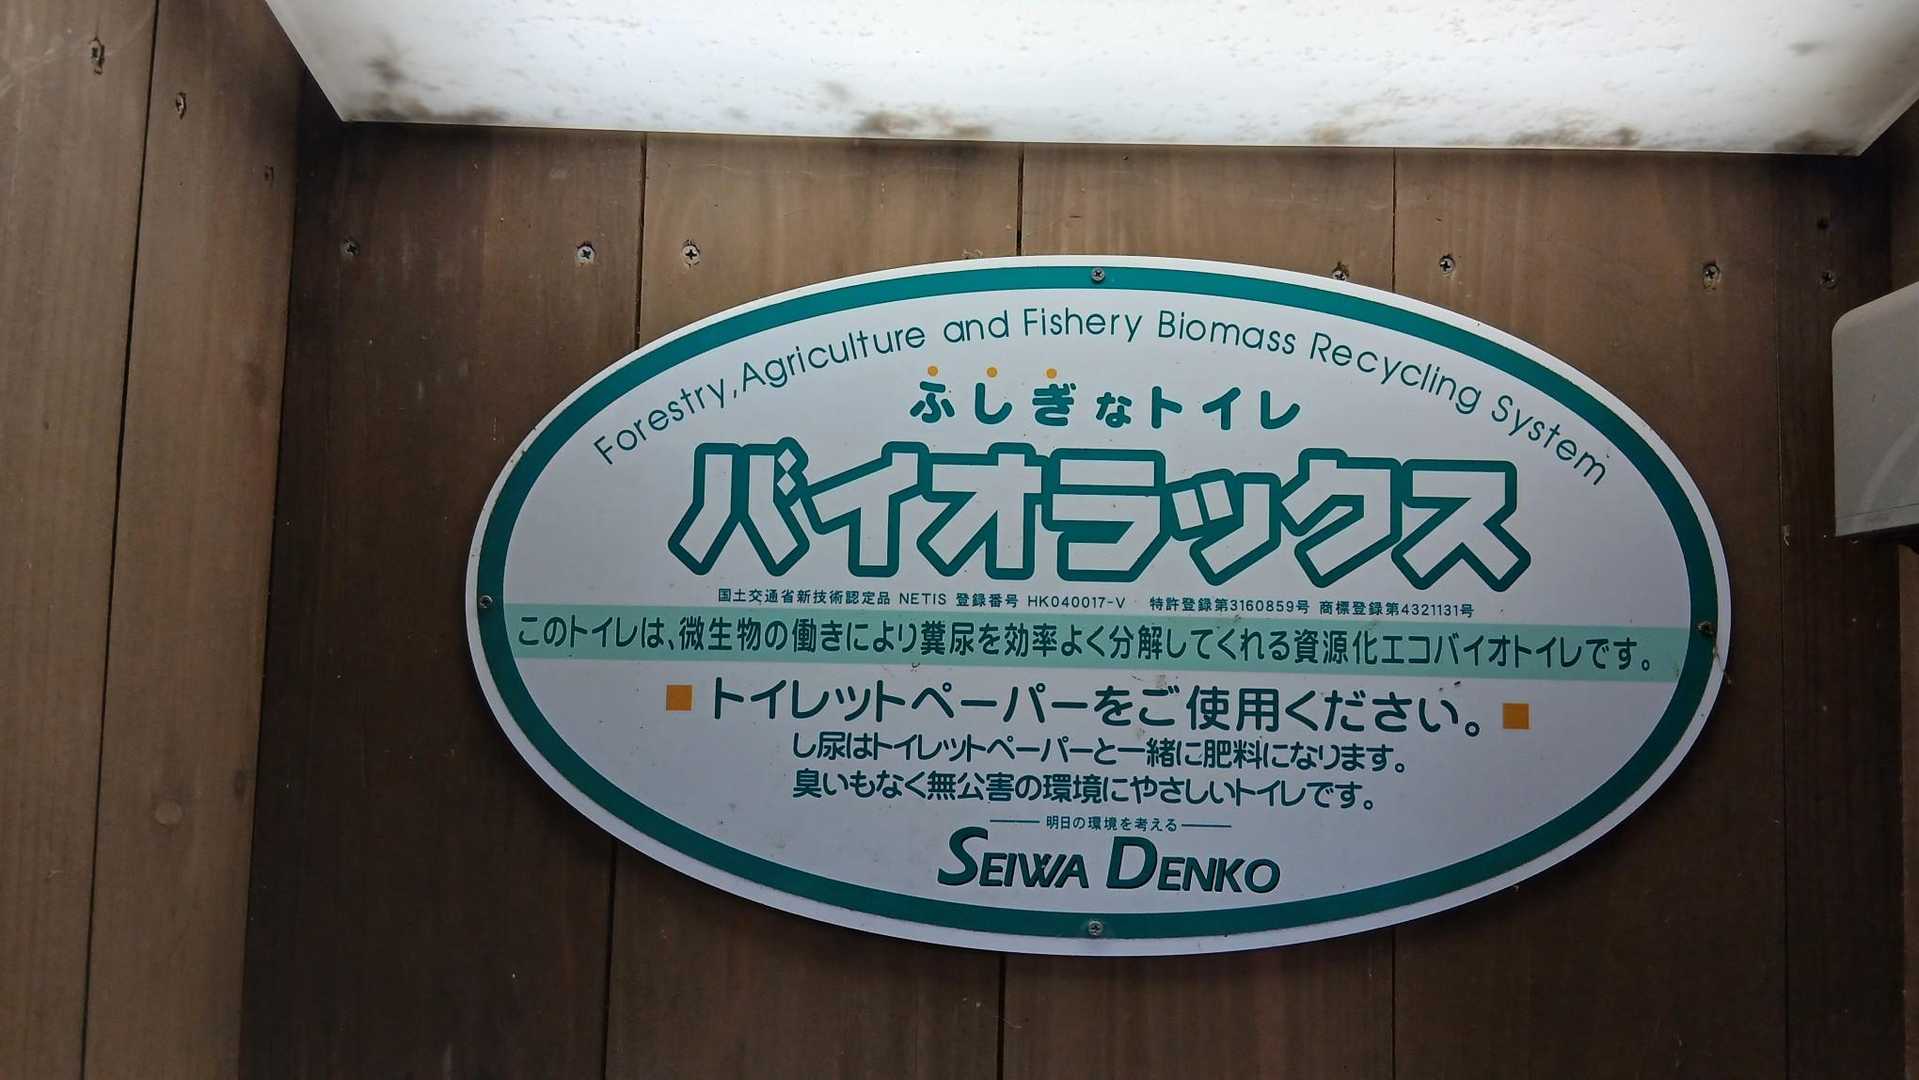 Forestry, Agriculture and Fishery Biomass Recycling System
ふしぎなトイレ
バイオラックス
国土交通省新技術認定品 NETIS 登録番号 HK040017-V 特許登録第3160859号 商標登録第4321131号
このトイレは、微生物の働きにより糞尿を効率よく分解してくれる資源化エコバイオトイレです。
トイレットペーパーをご使用ください。
し尿はトイレットペーパーと一緒に肥料になります。
臭いもなく無公害の環境にやさしいトイレです。
明日の環境を考える
SEIWA DENKO